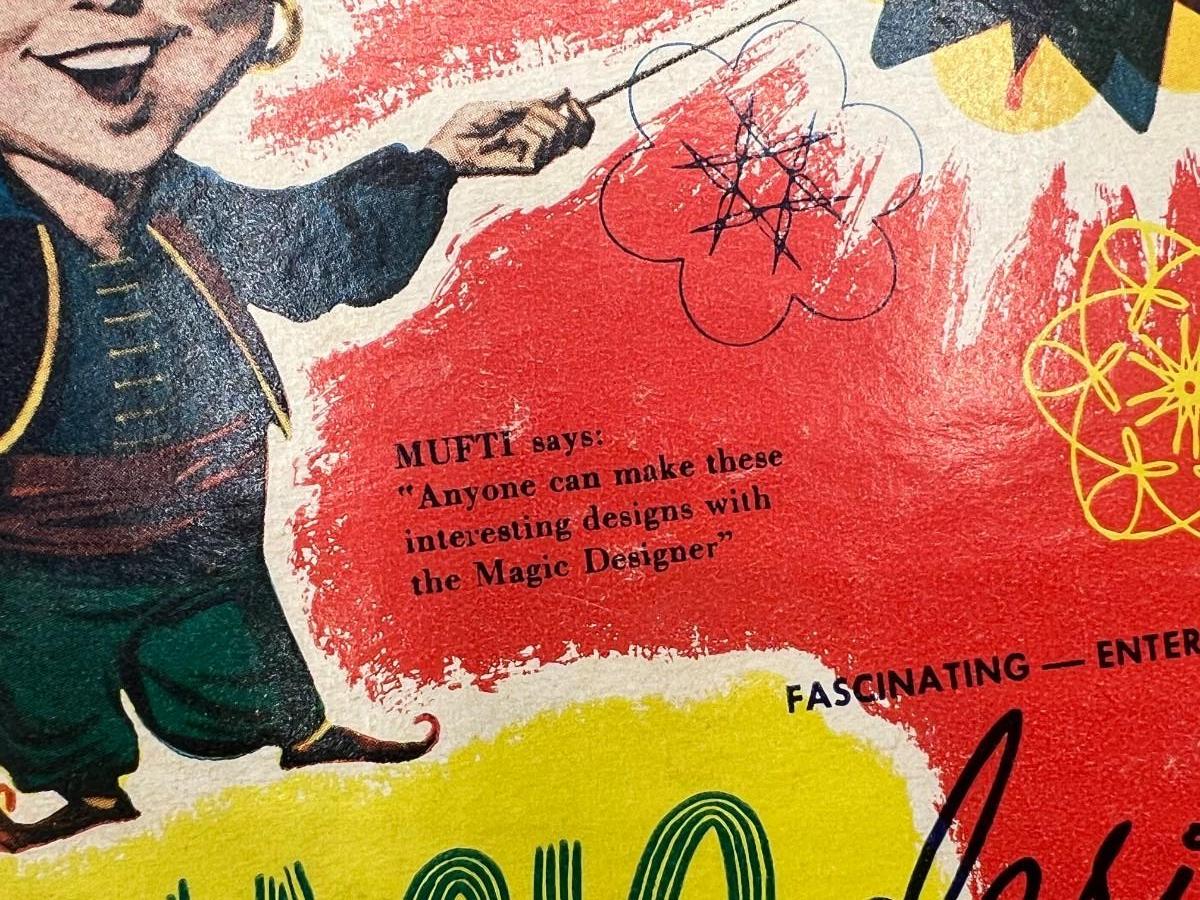 MUFTI says:
"Anyone can make these
interesting designs with
the Magic Designer"
FASCINATING — ENTER